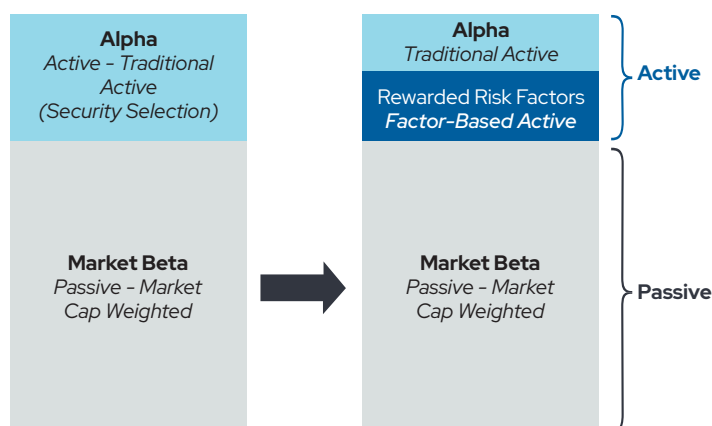 Alpha
Active - Traditional
Active
(Security Selection)
Market Beta
Passive - Market
Cap Weighted
Alpha
Traditional Active
Rewarded Risk Factors
Factor-Based Active
Market Beta
Passive - Market
Cap Weighted
Active
Passive